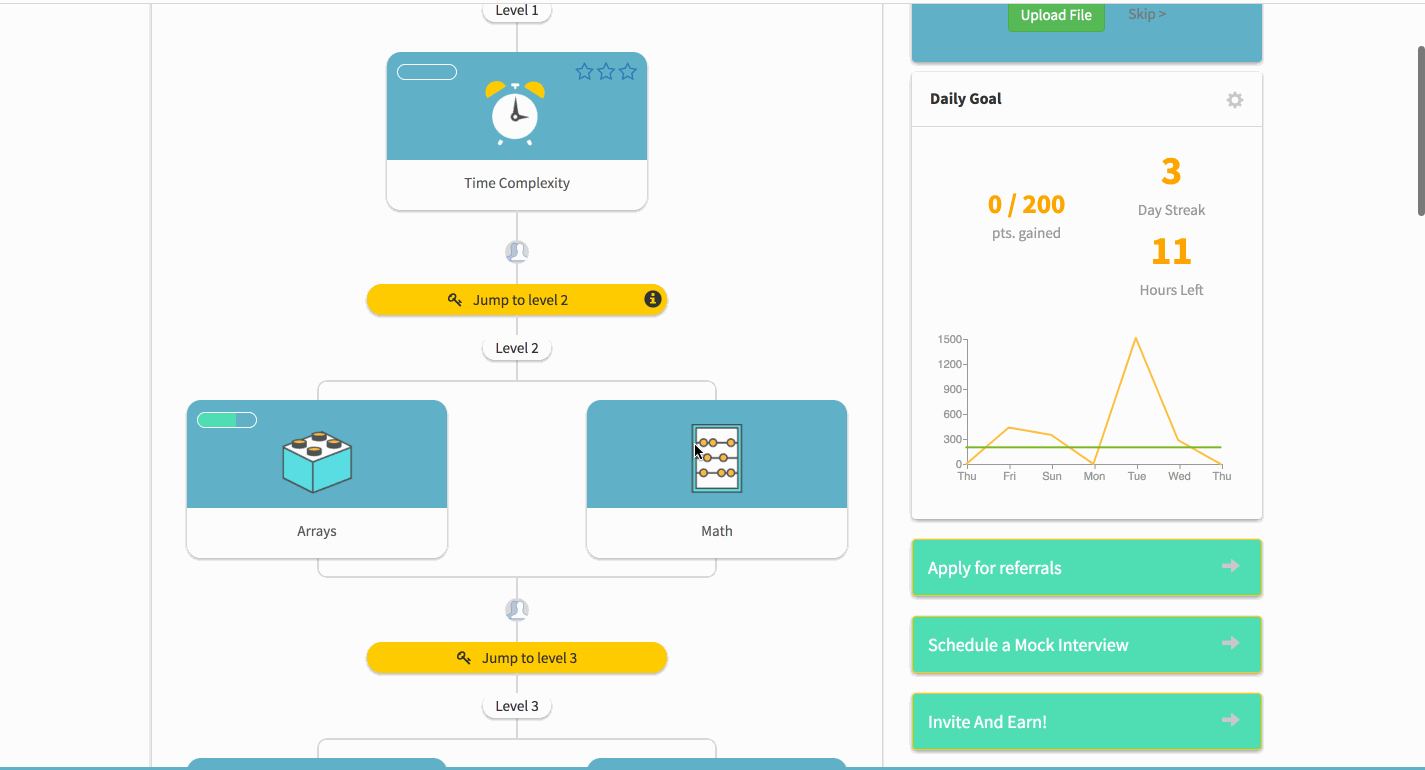 Level 1
Time Complexity
Jump to level 2
Level 2
Arrays
Math
Jump to level 3
Level 3
Upload File
Skip >
Daily Goal
0 / 200
pts. gained
3
Day Streak
11
Hours Left
1500
1200
900
600
300
0
Thu Fri Sun Mon Tue Wed Thu
Apply for referrals
Schedule a Mock Interview
Invite And Earn!